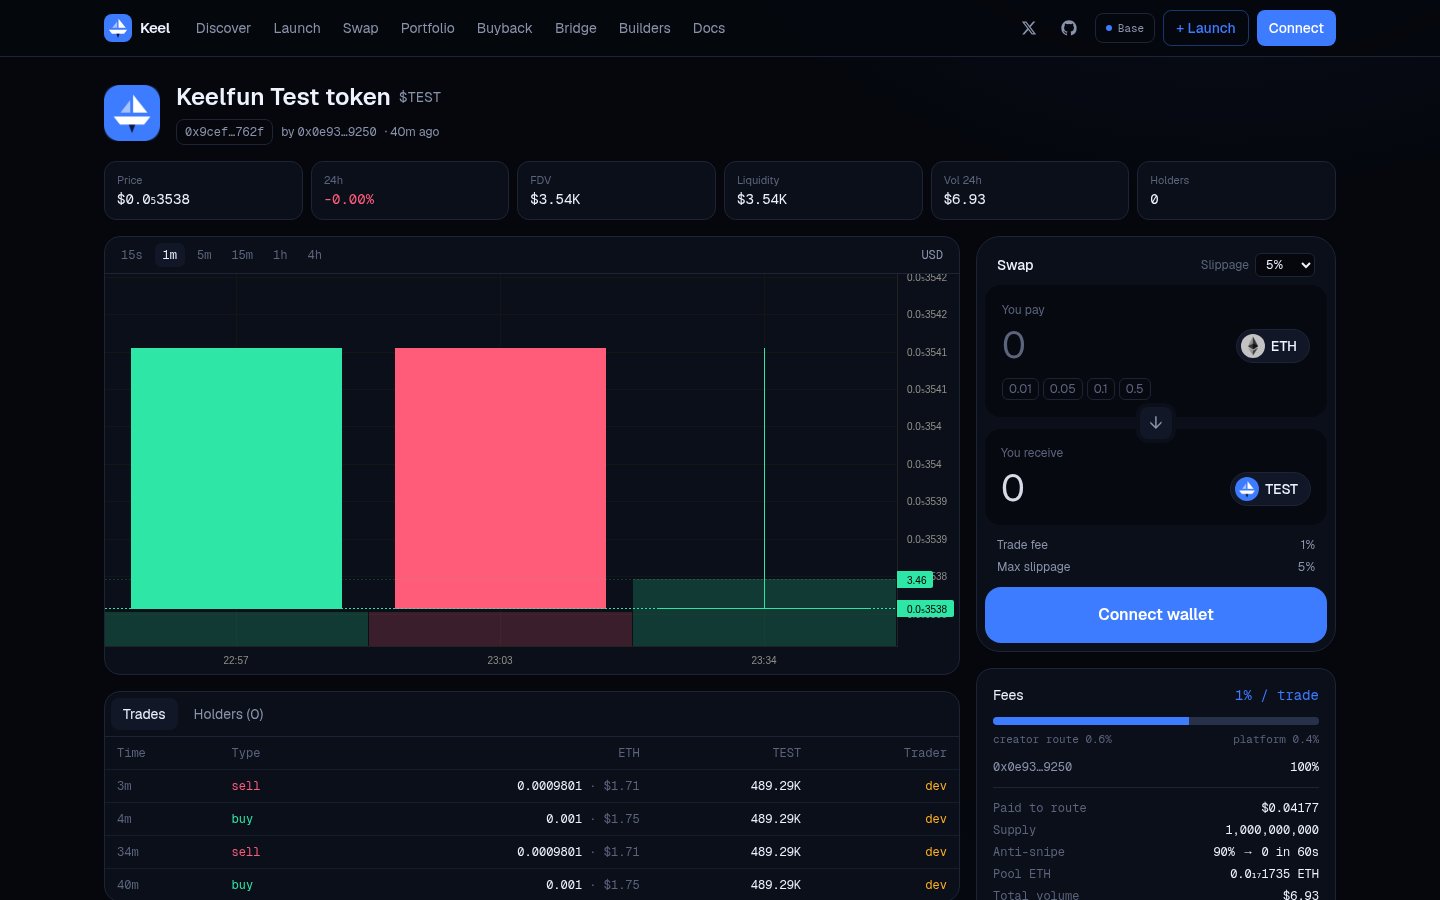 Keel Discover Launch Swap Portfolio Buyback Bridge Builders Docs Base + Launch Connect
Keelfun Test token $TEST
0x9cef…762f by 0x0e93…9250 · 40m ago
Price 24h FDV Liquidity Vol 24h Holders
$0.0₅3538 -0.00% $3.54K $3.54K $6.93 0
15s 1m 5m 15m 1h 4h USD
0.0₅3542
0.0₅3542
0.0₅3541
0.0₅3541
0.0₅354
0.0₅354
0.0₅3539
0.0₅3539
3.46 538
0.0₅3538
22:57 23:03 23:34
Trades Holders (0)
Time Type ETH TEST Trader
3m sell 0.0009801 · $1.71 489.29K dev
4m buy 0.001 · $1.75 489.29K dev
34m sell 0.0009801 · $1.71 489.29K dev
40m buy 0.001 · $1.75 489.29K dev
Swap Slippage 5%
You pay
0 ETH
0.01 0.05 0.1 0.5
You receive
0 TEST
Trade fee 1%
Max slippage 5%
Connect wallet
Fees 1% / trade
creator route 0.6% platform 0.4%
0x0e93…9250 100%
Paid to route $0.04177
Supply 1,000,000,000
Anti-snipe 90% → 0 in 60s
Pool ETH 0.0₁₇1735 ETH
Total volume $6.93